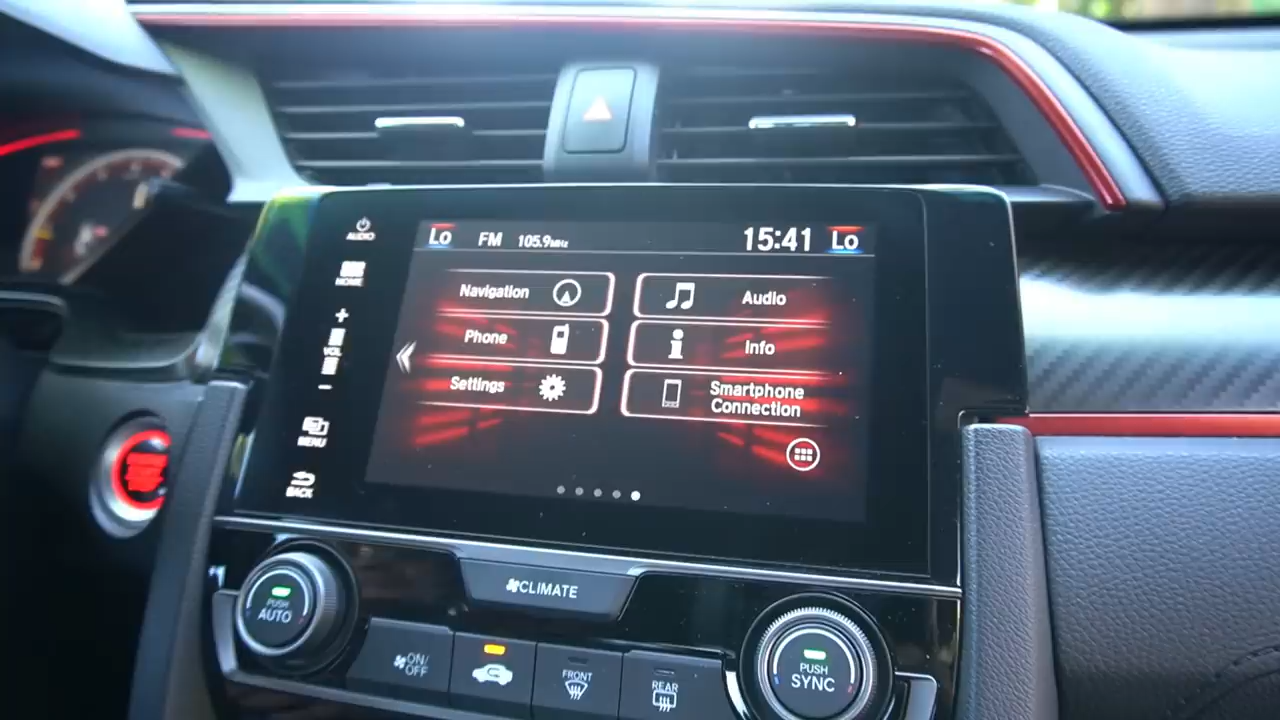 AUDIO
HOME
+
VOL
−
MENU
BACK
Lo FM 105.9MHz 15:41 Lo
Navigation
Audio
Phone
Info
Settings
Smartphone
Connection
CLIMATE
PUSH
AUTO
ON/
OFF
FRONT
REAR
PUSH
SYNC